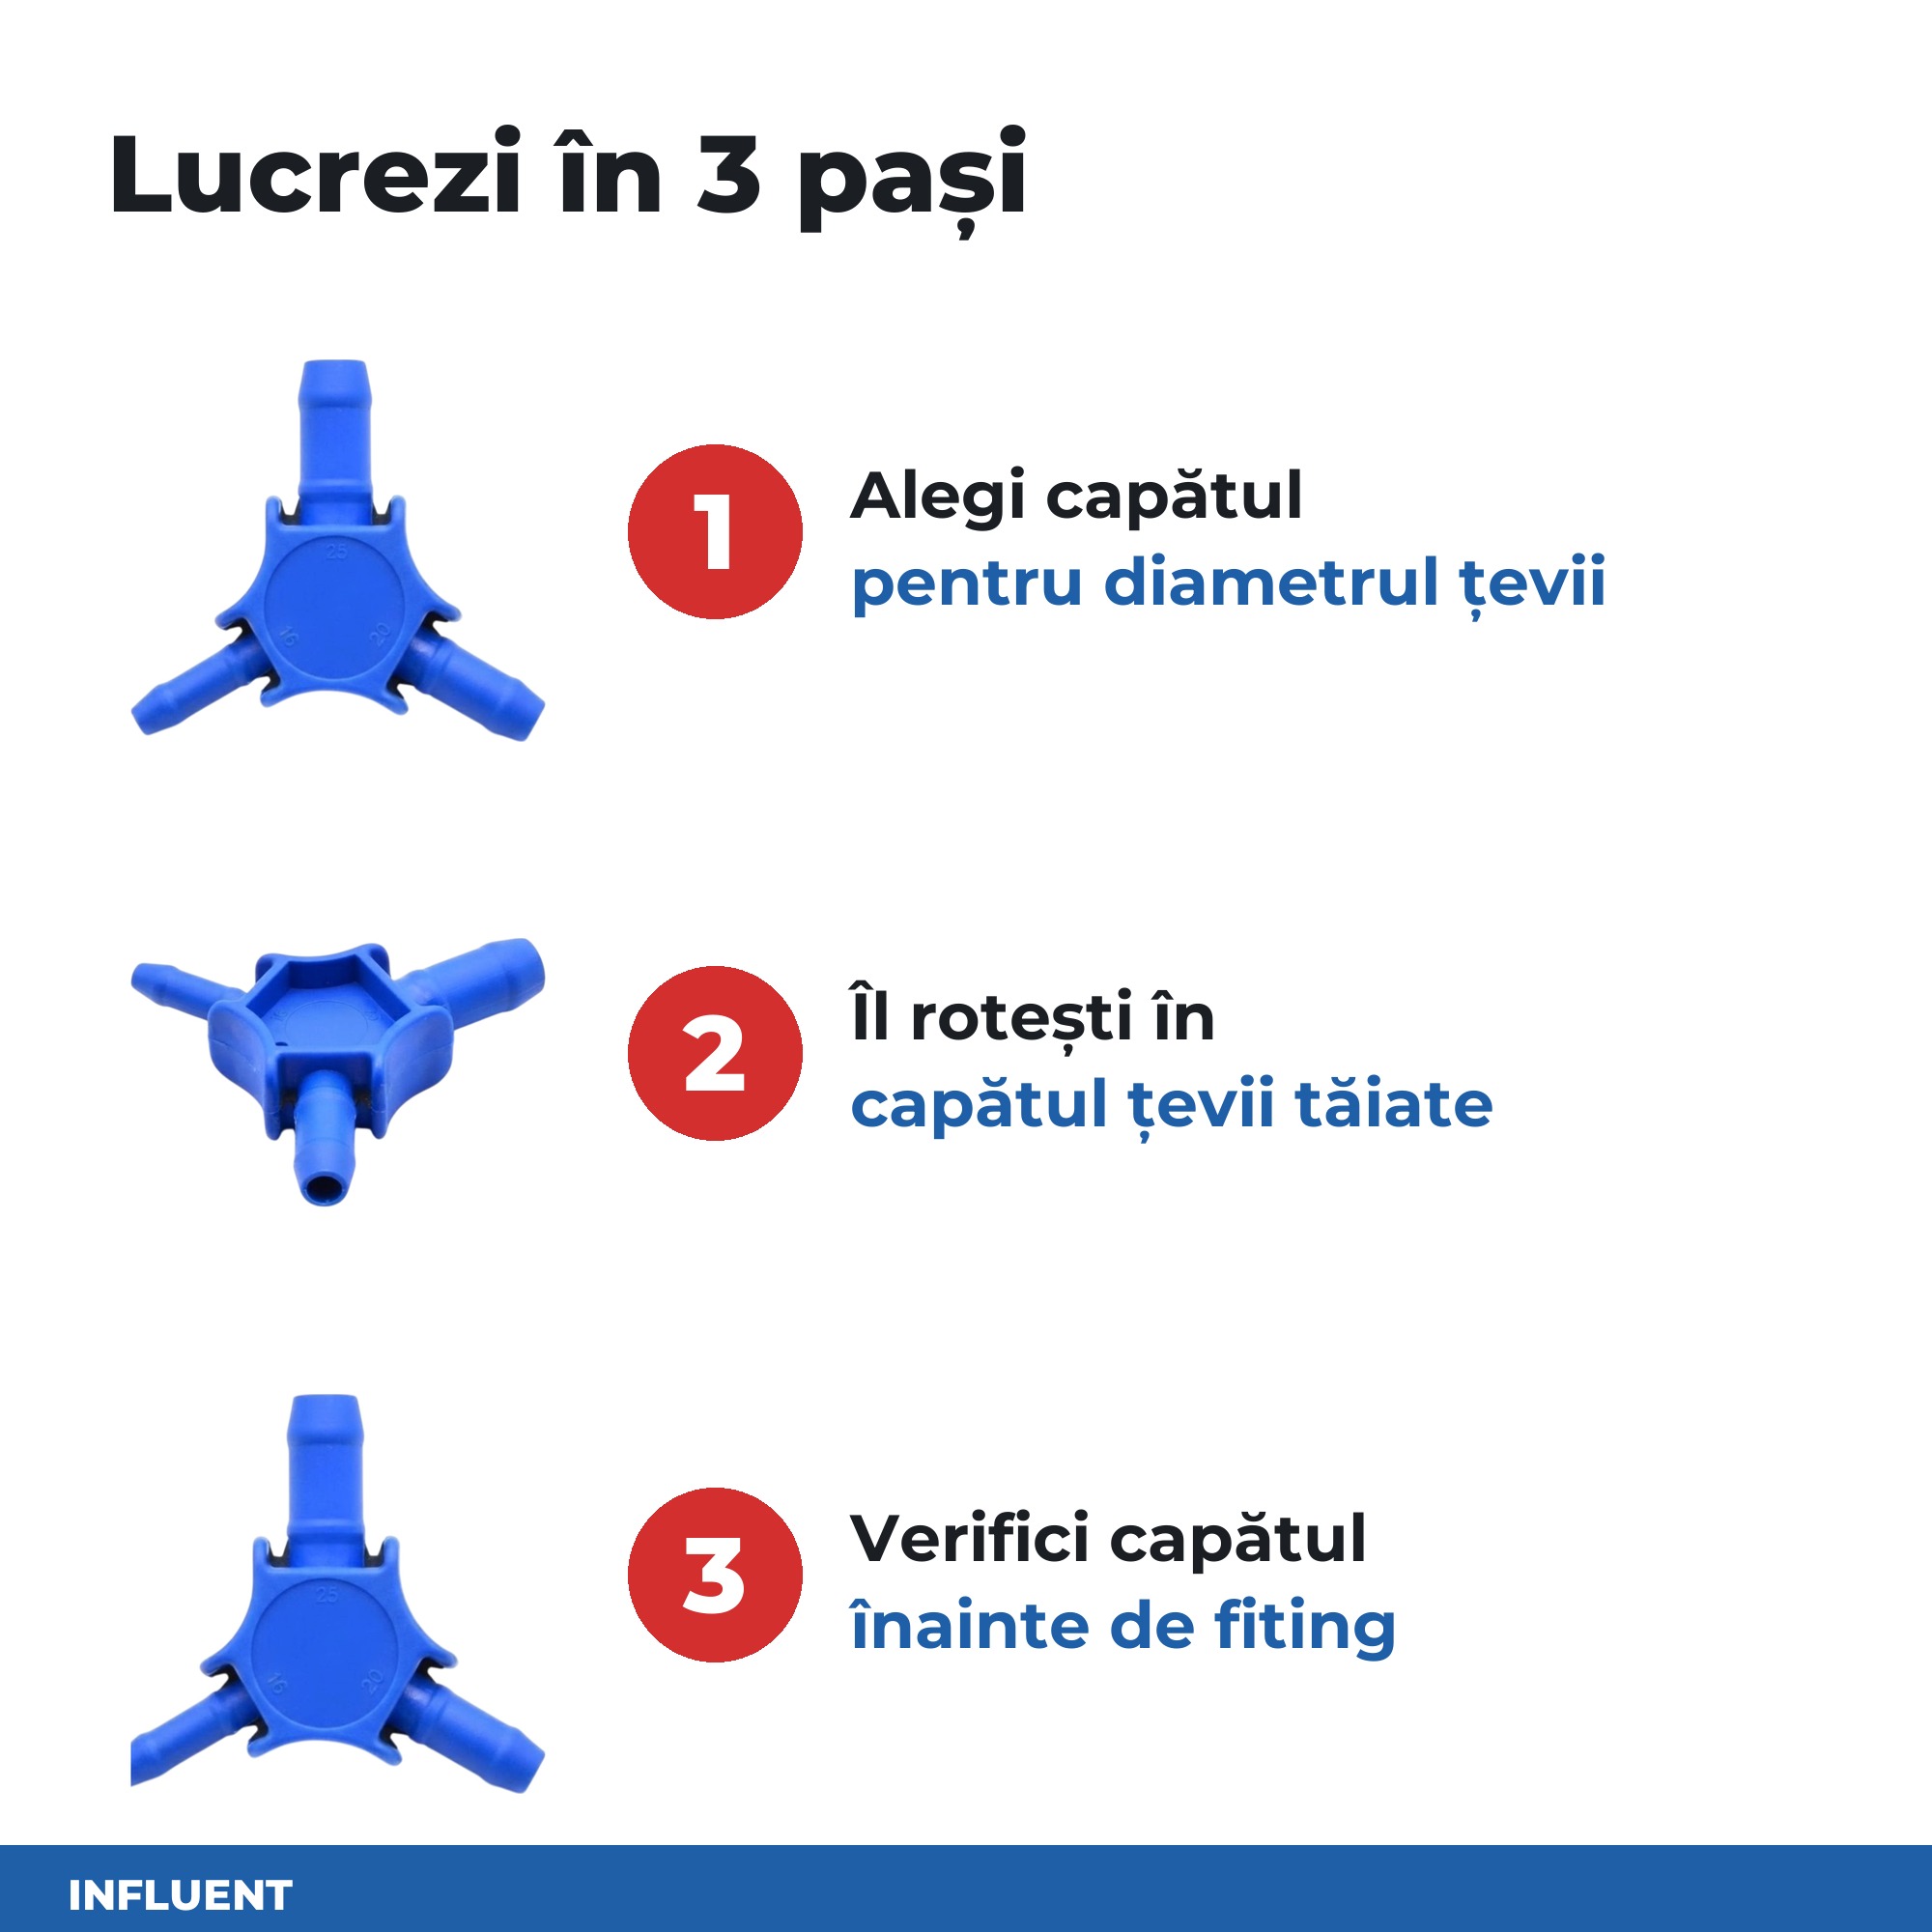 Lucrezi în 3 pași
25
16
20
1
Alegi capătul
pentru diametrul țevii
2
Îl rotești în
capătul țevii tăiate
25
16
20
3
Verifici capătul
înainte de fiting
INFLUENT